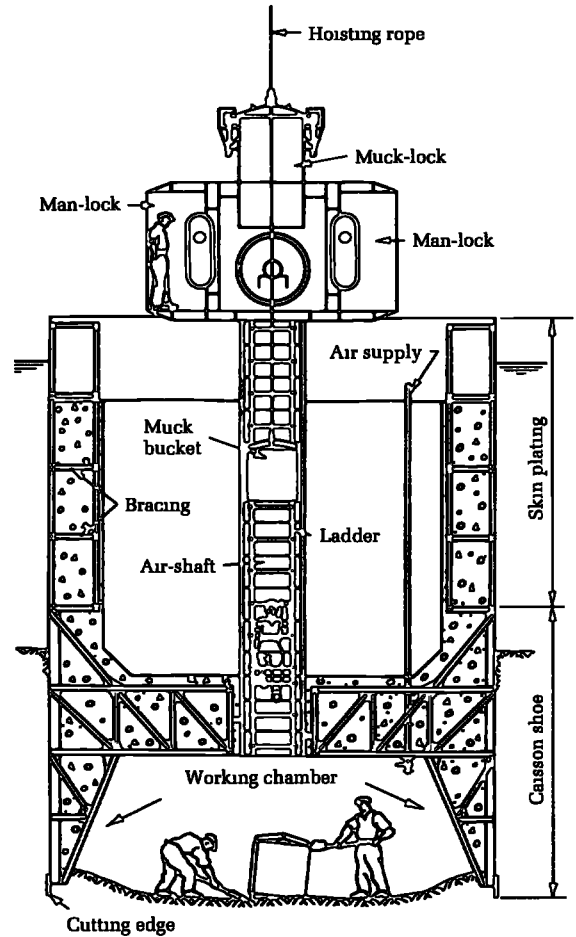 Hoisting rope
Muck-lock
Man-lock
Man-lock
Air supply
Muck
bucket
Skin plating
Bracing
Ladder
Air-shaft
Caisson shoe
Working chamber
Cutting edge